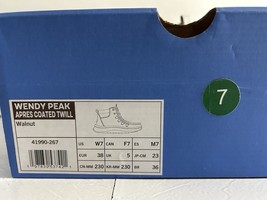 WENDY PEAK
APRES COATED TWILL
Walnut
41990-267
US W7 CAN F7 ES M7
EUR 38 UK 5 JP-CM 23
CN-MM 230 KR-MM 230 BR 36
7